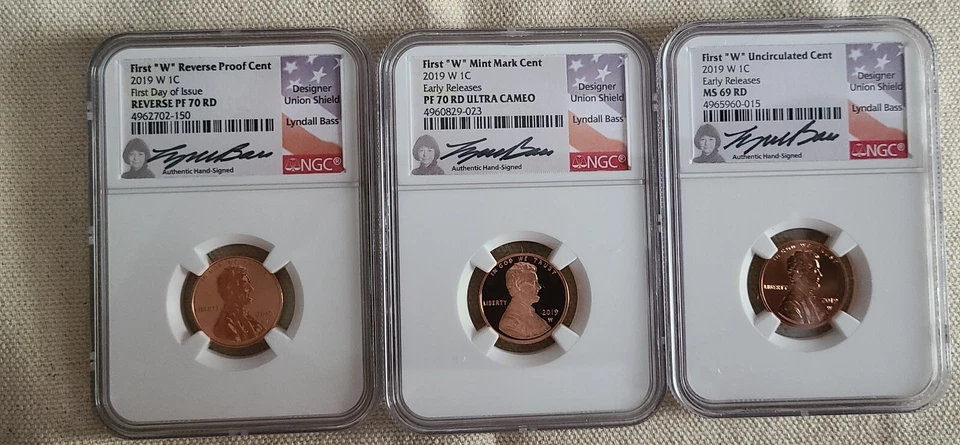 First "W" Reverse Proof Cent
2019 W 1C
First Day of Issue
REVERSE PF 70 RD
4962702-150
Designer
Union Shield
Lyndall Bass
Authentic Hand-Signed
NGC®
LIBERTY
First "W" Mint Mark Cent
2019 W 1C
Early Releases
PF 70 RD ULTRA CAMEO
4960829-023
Designer
Union Shield
Lyndall Bass
Authentic Hand-Signed
NGC®
IN GOD WE TRUST
LIBERTY
2019
W
First "W" Uncirculated Cent
2019 W 1C
Early Releases
MS 69 RD
4965960-015
Designer
Union Shield
Lyndall Bass
Authentic Hand-Signed
NGC®
LIBERTY
2019
W